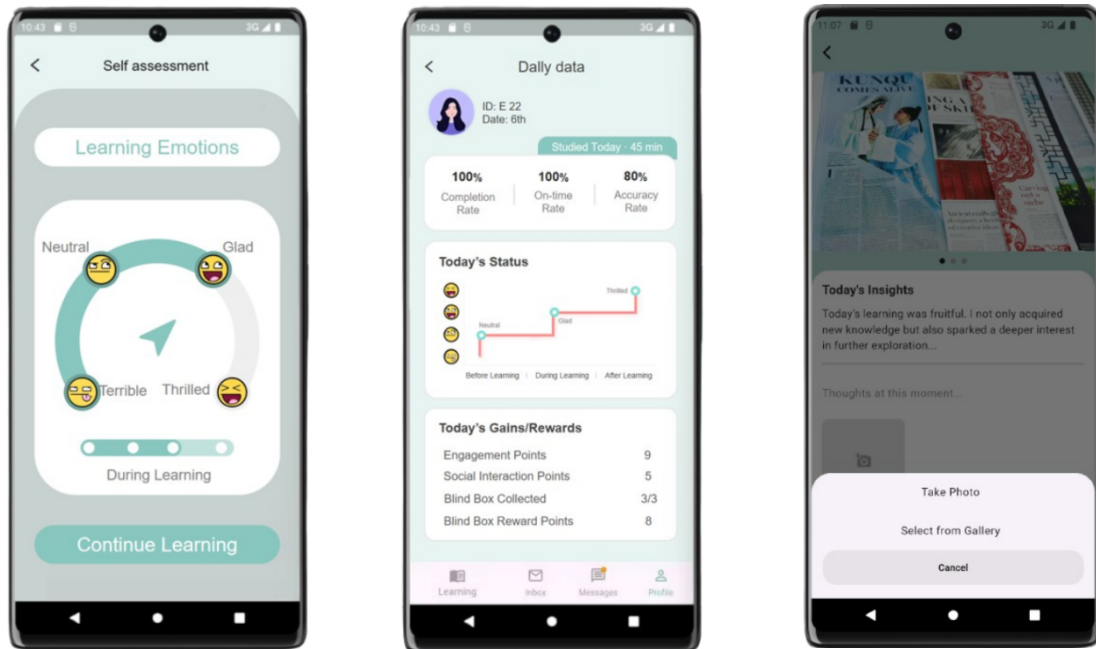 10:43
3G
Self assessment
Learning Emotions
Neutral
Glad
Terrible
Thrilled
During Learning
Continue Learning
10:43
3G
Dally data
ID: E 22
Date: 6th
Studied Today · 45 min
100%
100%
80%
Completion
Rate
On-time
Rate
Accuracy
Rate
Today's Status
Thrilled
Glad
Neutral
Before Learning
During Learning
After Learning
Today's Gains/Rewards
Engagement Points 9
Social Interaction Points 5
Blind Box Collected 3/3
Blind Box Reward Points 8
Learning
Inbox
Messages
Profile
11:07
3G
KUNQU
COMES ALIVE
Carving
out a
niche
Today's Insights
Today's learning was fruitful. I not only acquired
new knowledge but also sparked a deeper interest
in further exploration...
Thoughts at this moment...
Take Photo
Select from Gallery
Cancel